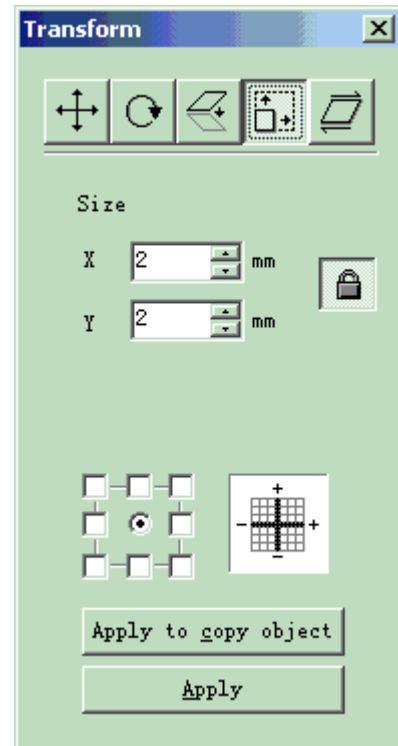 Transform
Size
X 2 mm
Y 2 mm
+
- +
-
Apply to copy object
Apply